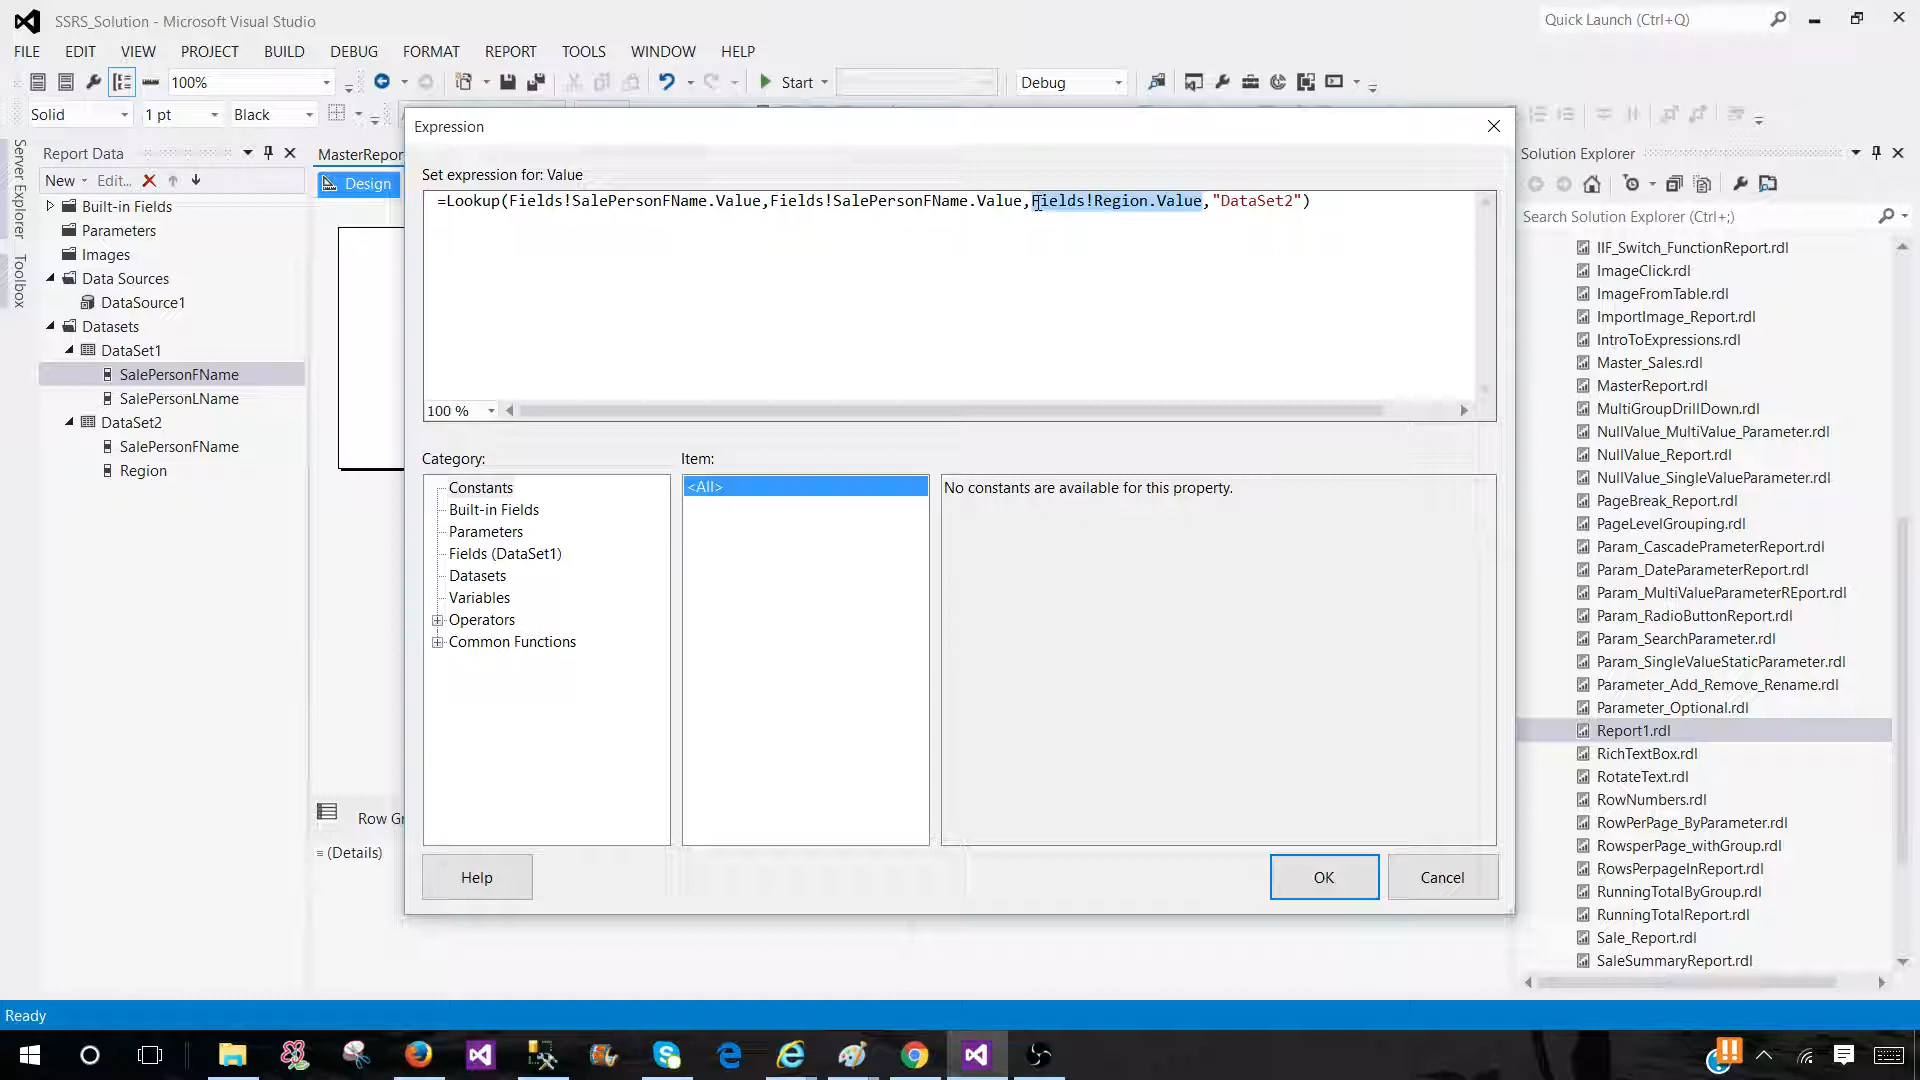 SSRS_Solution - Microsoft Visual Studio
Quick Launch (Ctrl+Q)
FILE EDIT VIEW PROJECT BUILD DEBUG FORMAT REPORT TOOLS WINDOW HELP
100% Start Debug
Solid 1 pt Black
Server Explorer
Toolbox
Report Data
New Edit...
Built-in Fields
Parameters
Images
Data Sources
DataSource1
Datasets
DataSet1
SalePersonFName
SalePersonLName
DataSet2
SalePersonFName
Region
MasterRepor
Design
Row Gr
(Details)
Expression
Set expression for: Value
=Lookup(Fields!SalePersonFName.Value,Fields!SalePersonFName.Value,Fields!Region.Value,"DataSet2")
100 %
Category:
Constants
Built-in Fields
Parameters
Fields (DataSet1)
Datasets
Variables
Operators
Common Functions
Item:
<All>
No constants are available for this property.
Help OK Cancel
Solution Explorer
Search Solution Explorer (Ctrl+;)
IIF_Switch_FunctionReport.rdl
ImageClick.rdl
ImageFromTable.rdl
ImportImage_Report.rdl
IntroToExpressions.rdl
Master_Sales.rdl
MasterReport.rdl
MultiGroupDrillDown.rdl
NullValue_MultiValue_Parameter.rdl
NullValue_Report.rdl
NullValue_SingleValueParameter.rdl
PageBreak_Report.rdl
PageLevelGrouping.rdl
Param_CascadePrameterReport.rdl
Param_DateParameterReport.rdl
Param_MultiValueParameterREport.rdl
Param_RadioButtonReport.rdl
Param_SearchParameter.rdl
Param_SingleValueStaticParameter.rdl
Parameter_Add_Remove_Rename.rdl
Parameter_Optional.rdl
Report1.rdl
RichTextBox.rdl
RotateText.rdl
RowNumbers.rdl
RowPerPage_ByParameter.rdl
RowsperPage_withGroup.rdl
RowsPerpageInReport.rdl
RunningTotalByGroup.rdl
RunningTotalReport.rdl
Sale_Report.rdl
SaleSummaryReport.rdl
Ready